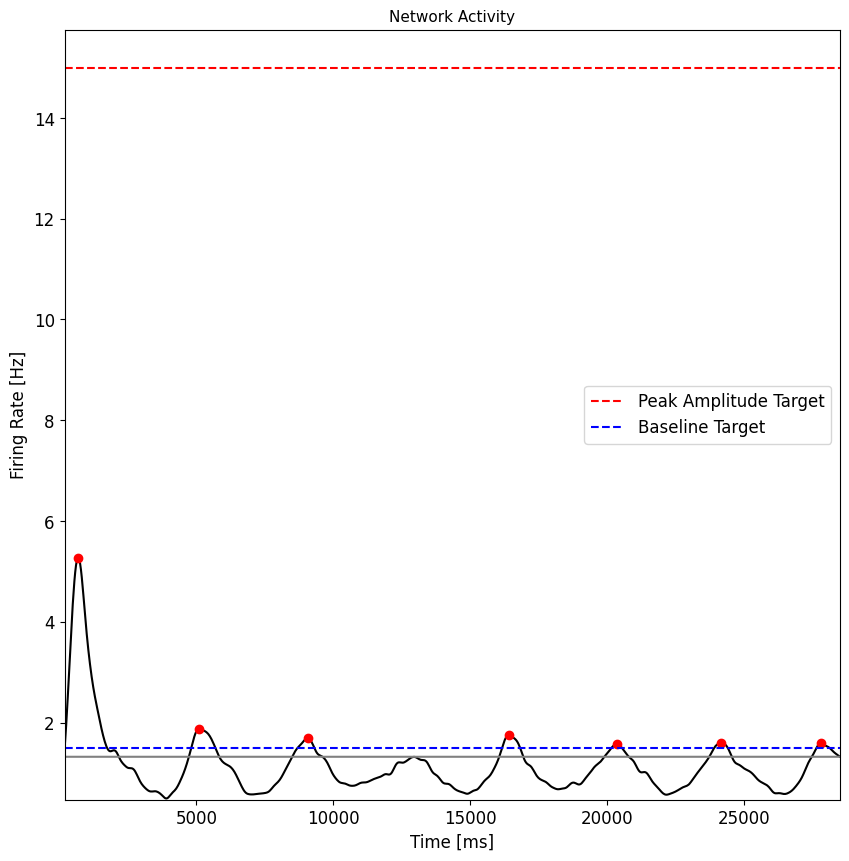 Network Activity
Firing Rate [Hz]
14
12
10
8
6
4
2
Peak Amplitude Target
Baseline Target
5000 10000 15000 20000 25000
Time [ms]